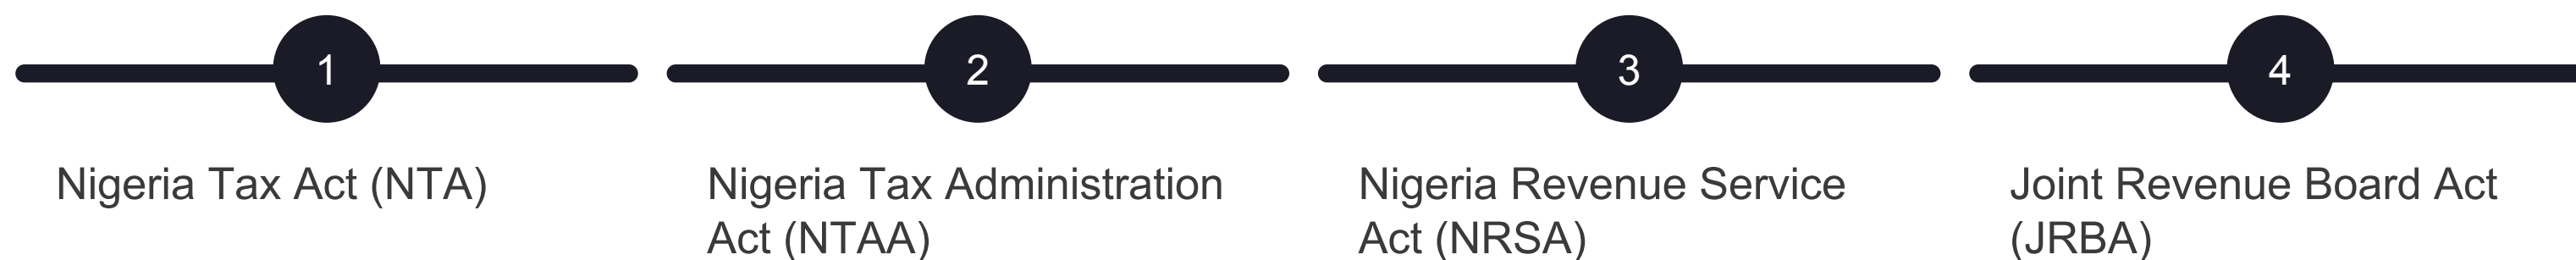 1
2
3
4
Nigeria Tax Act (NTA)
Nigeria Tax Administration
Act (NTAA)
Nigeria Revenue Service
Act (NRSA)
Joint Revenue Board Act
(JRBA)